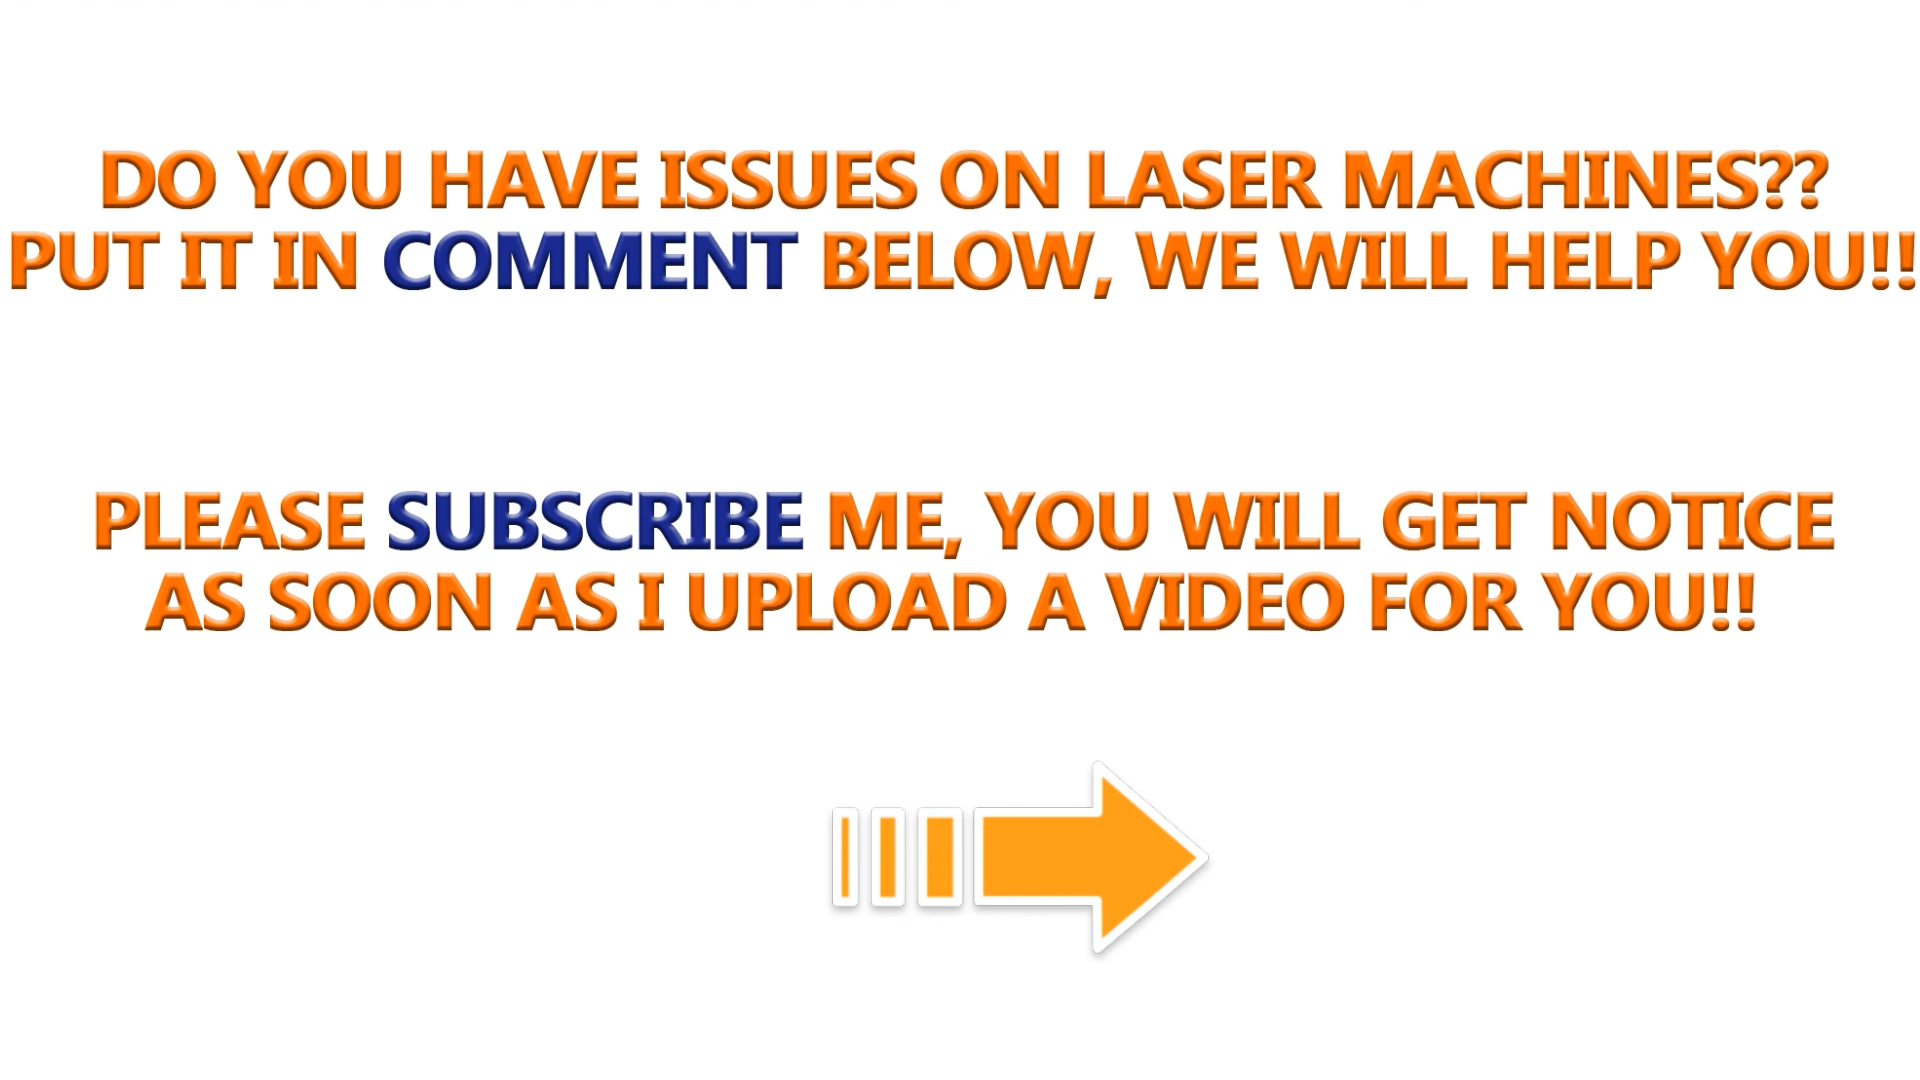 DO YOU HAVE ISSUES ON LASER MACHINES??
PUT IT IN COMMENT BELOW, WE WILL HELP YOU!!
PLEASE SUBSCRIBE ME, YOU WILL GET NOTICE
AS SOON AS I UPLOAD A VIDEO FOR YOU!!